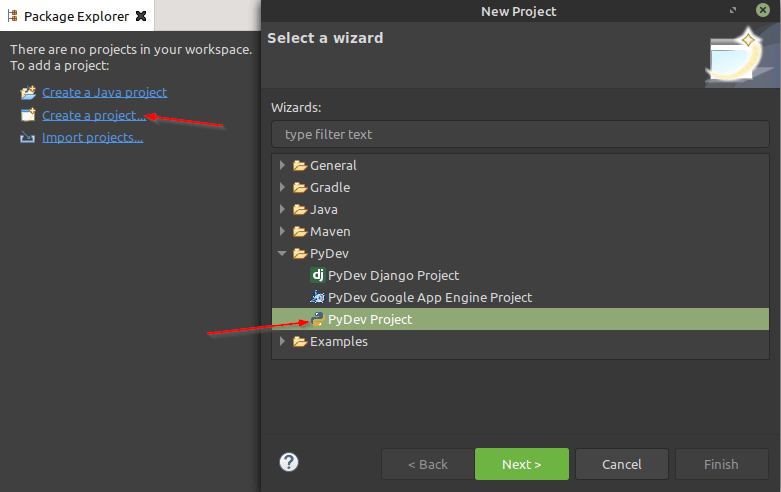 Package Explorer
There are no projects in your workspace.
To add a project:
Create a Java project
Create a project...
Import projects...
New Project
Select a wizard
Wizards:
type filter text
General
Gradle
Java
Maven
PyDev
dj PyDev Django Project
PyDev Google App Engine Project
PyDev Project
Examples
?
< Back
Next >
Cancel
Finish